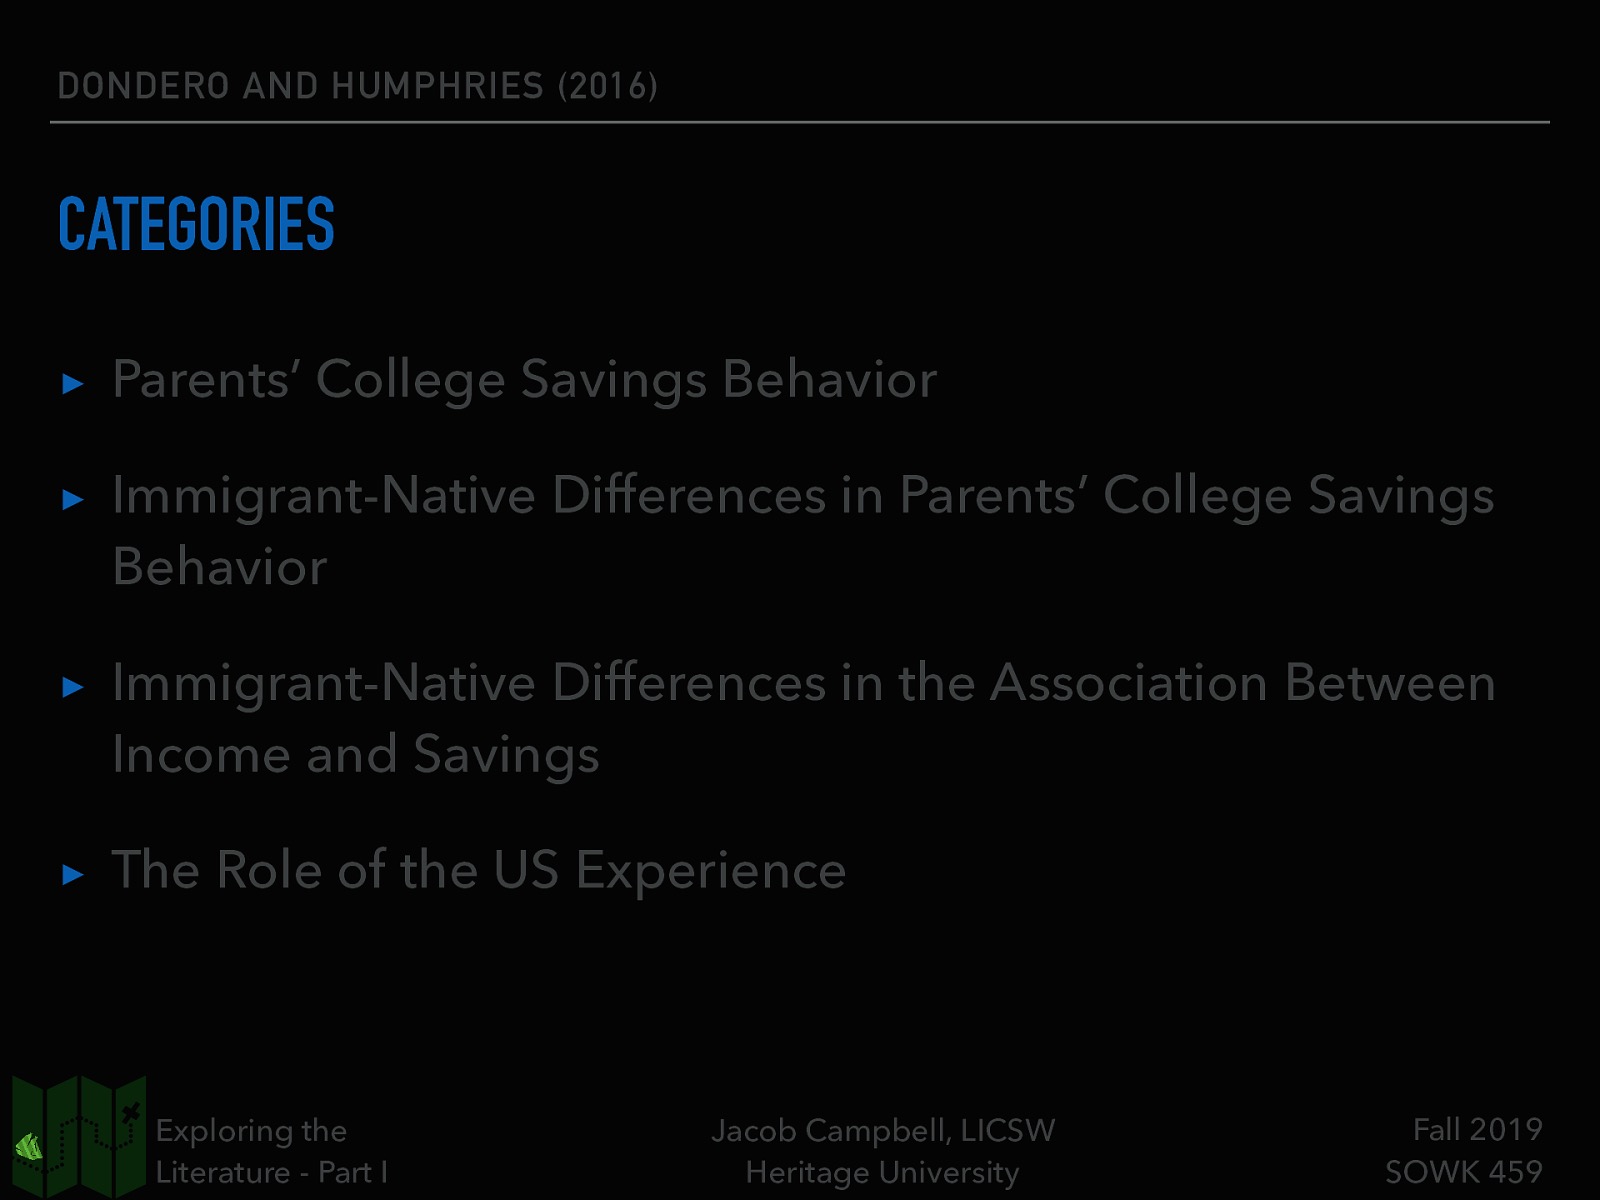 DONDERO AND HUMPHRIES (2016)
CATEGORIES
▸ Parents’ College Savings Behavior
▸ Immigrant-Native Differences in Parents’ College Savings
Behavior
▸ Immigrant-Native Differences in the Association Between
Income and Savings
▸ The Role of the US Experience
Exploring the
Literature - Part I
Jacob Campbell, LICSW
Heritage University
Fall 2019
SOWK 459